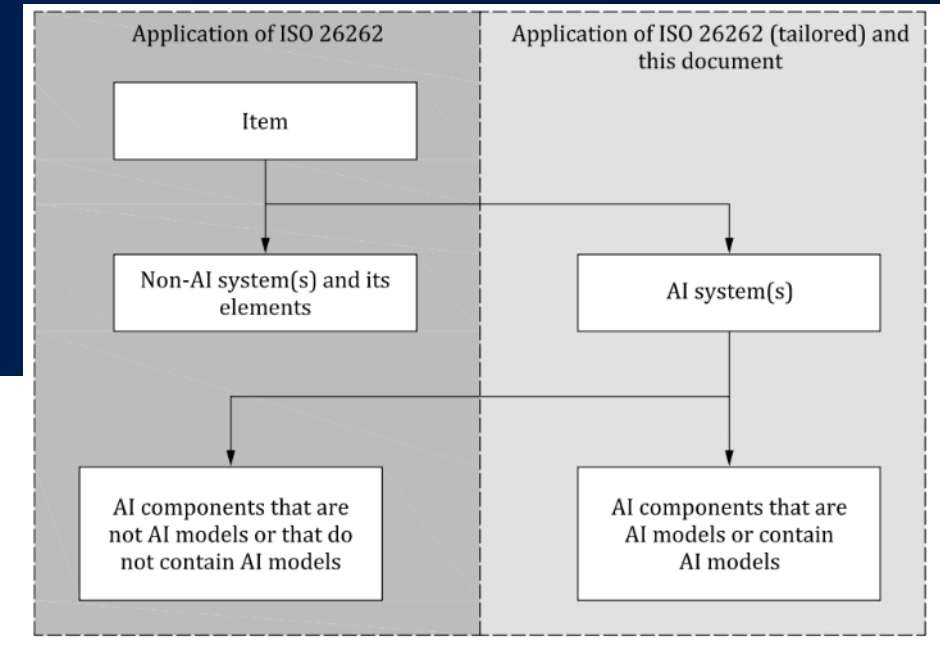 Application of ISO 26262
Application of ISO 26262 (tailored) and
this document
Item
Non-AI system(s) and its
elements
AI system(s)
AI components that are
not AI models or that do
not contain AI models
AI components that are
AI models or contain
AI models